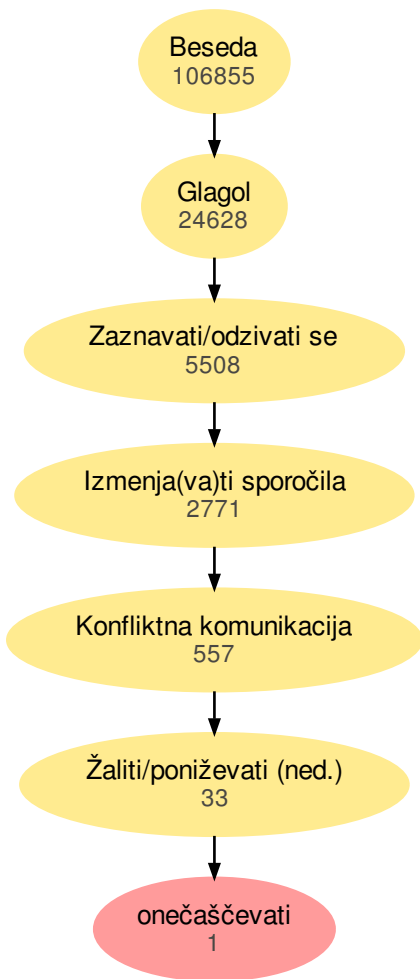 Beseda
106855
Glagol
24628
Zaznavati/odzivati se
5508
Izmenja(va)ti sporočila
2771
Konfliktna komunikacija
557
Žaliti/poniževati (ned.)
33
onečaščevati
1